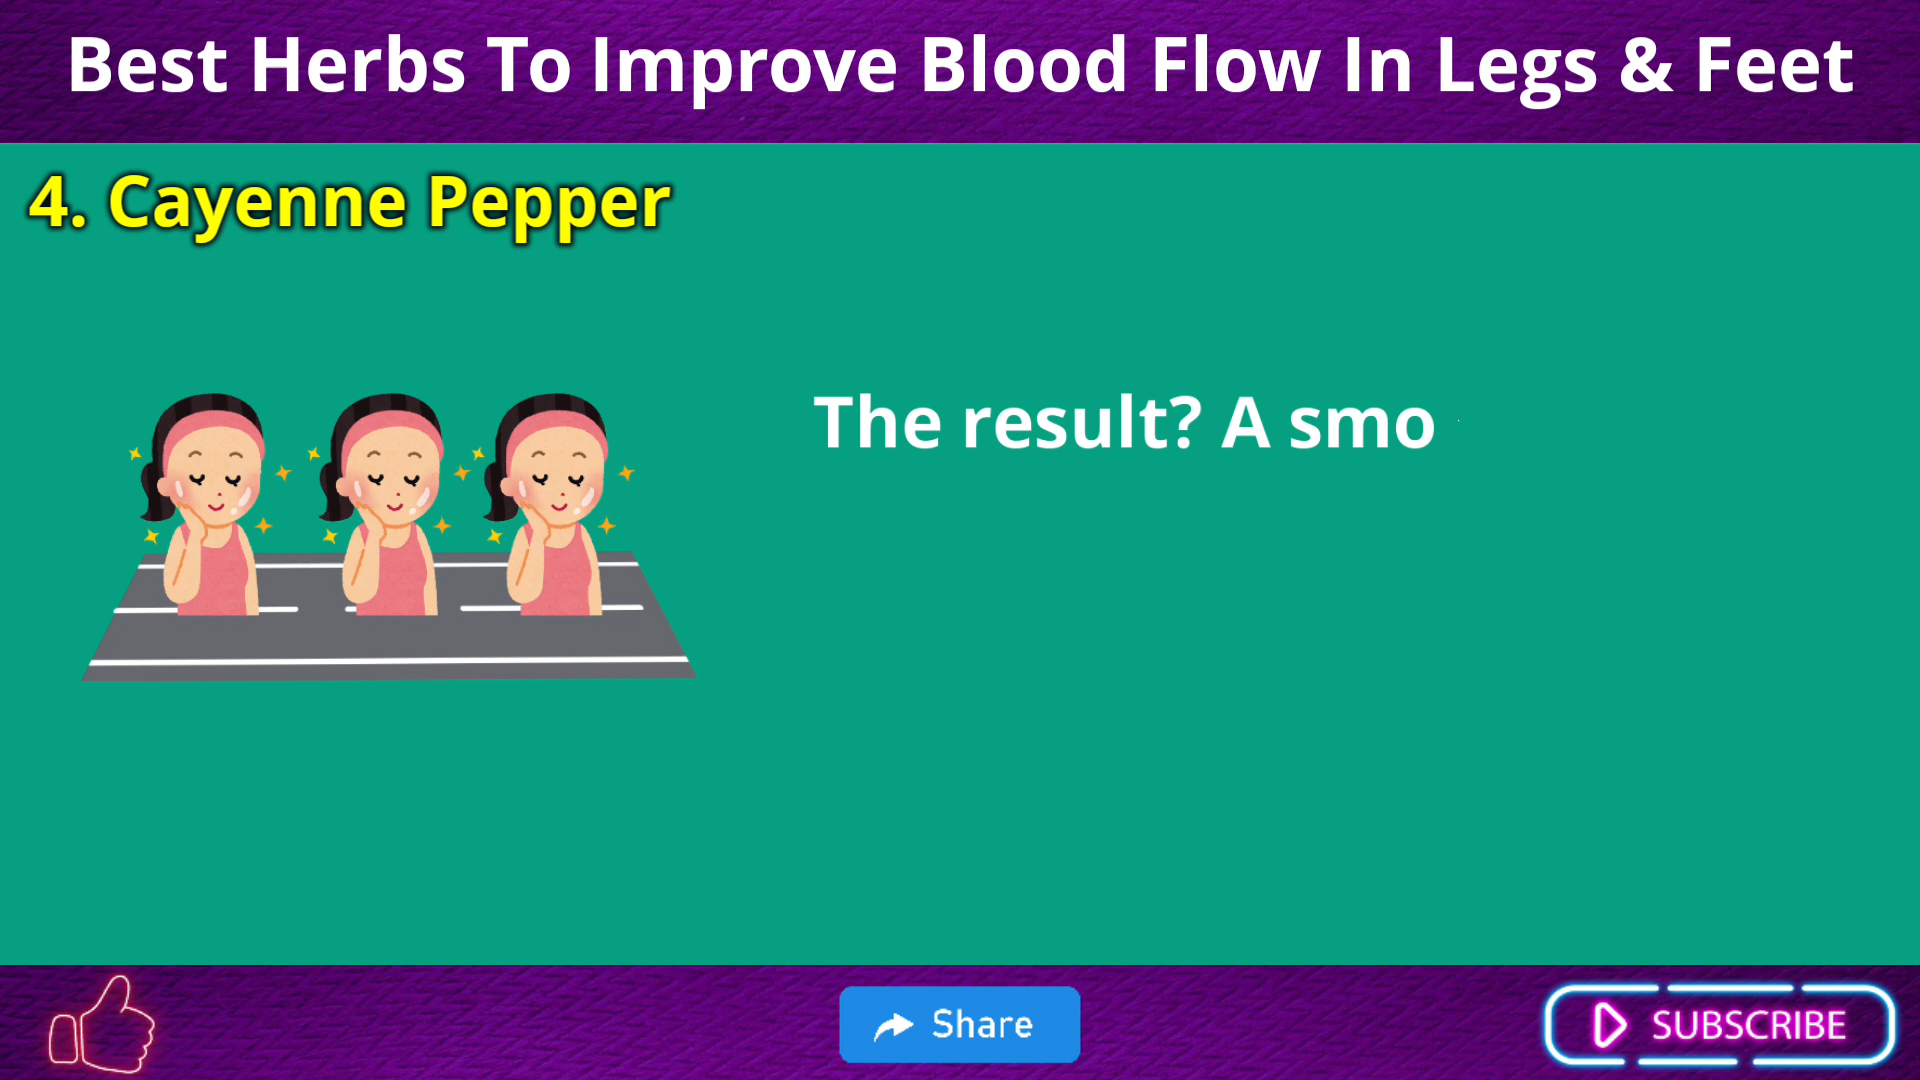 Best Herbs To Improve Blood Flow In Legs & Feet
4. Cayenne Pepper
The result? A smo
Share
SUBSCRIBE